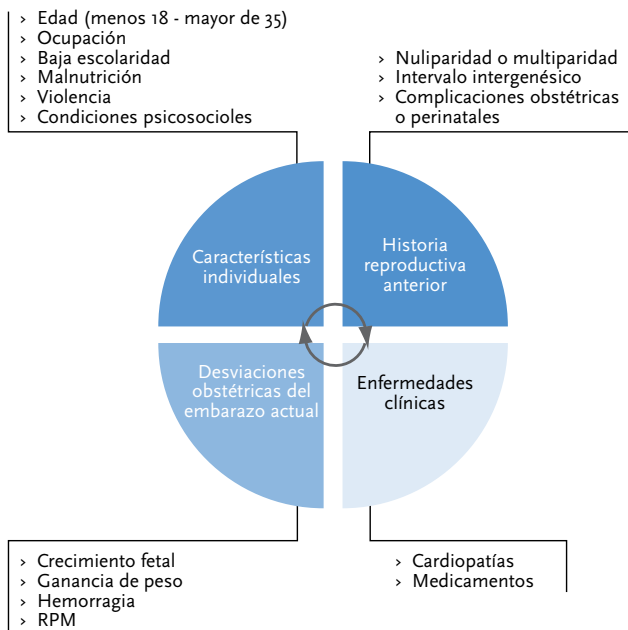 › Edad (menos 18 - mayor de 35)
› Ocupación
› Baja escolaridad
› Malnutrición
› Violencia
› Condiciones psicosocioles
› Nuliparidad o multiparidad
› Intervalo intergenésico
› Complicaciones obstétricas
o perinatales
Características
individuales
Historia
reproductiva
anterior
Desviaciones
obstétricas del
embarazo actual
Enfermedades
clínicas
› Crecimiento fetal
› Ganancia de peso
› Hemorragia
› RPM
› Cardiopatías
› Medicamentos